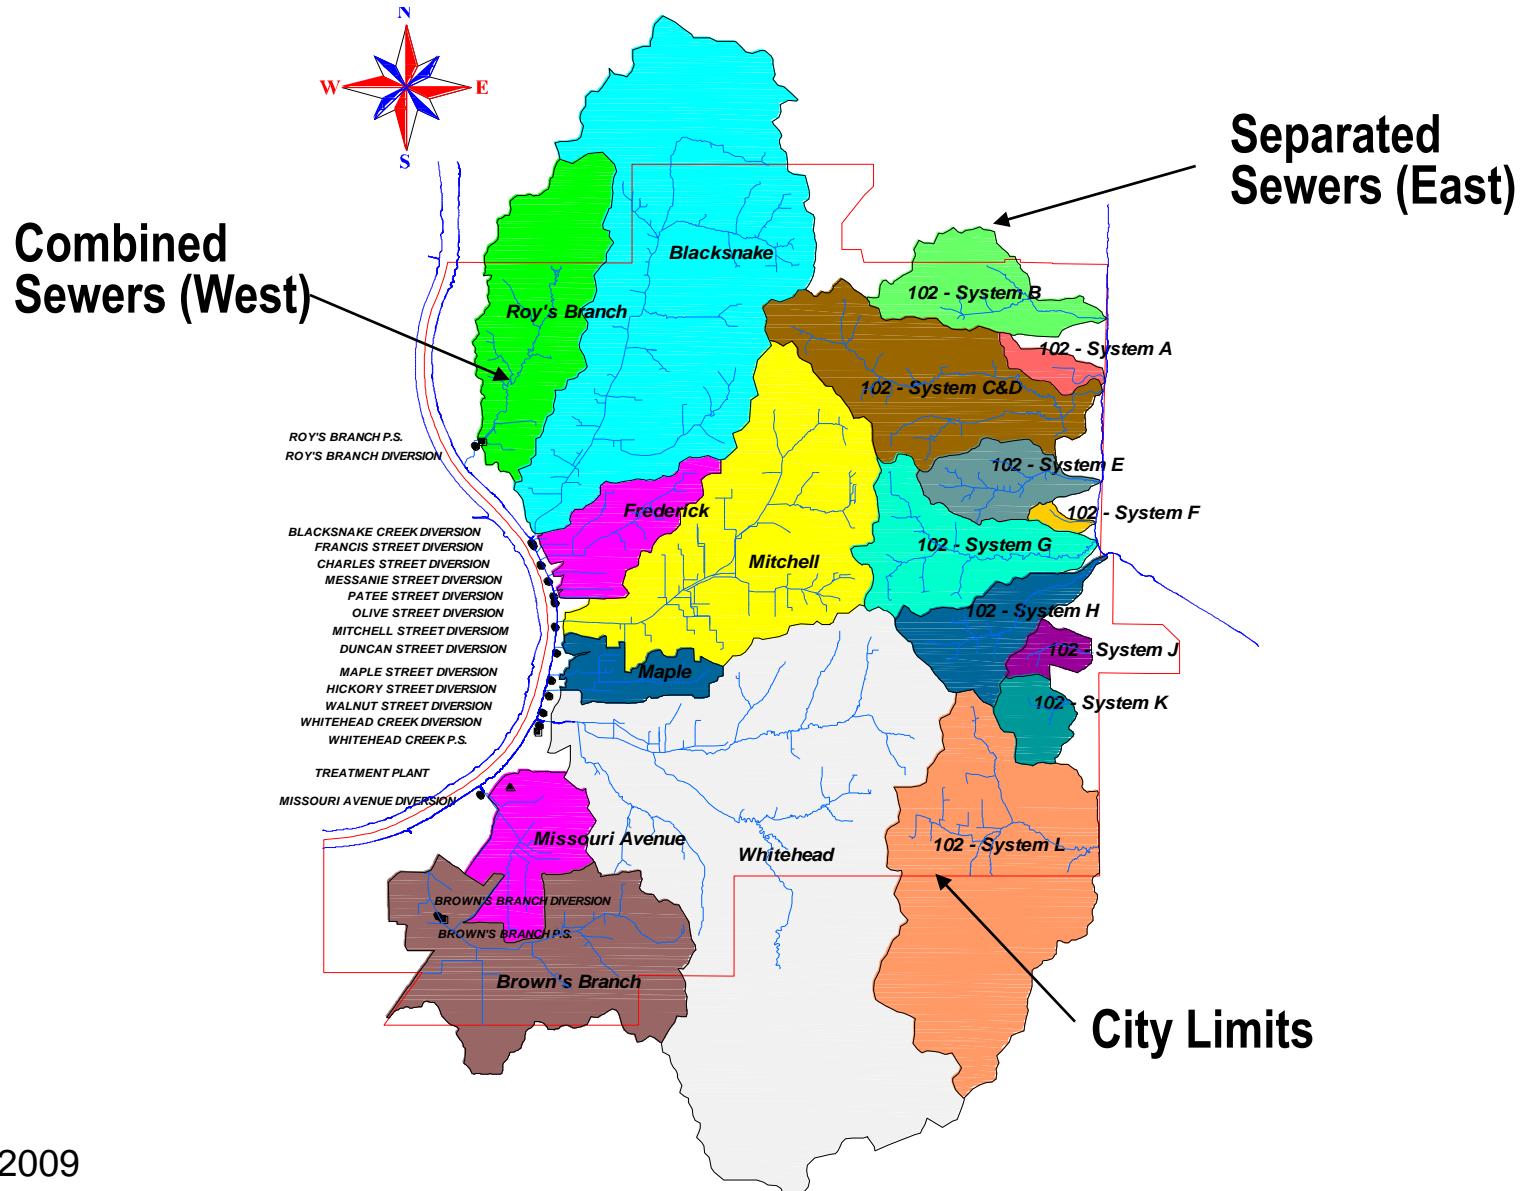 N
W
E
S
Separated
Sewers (East)
Combined
Sewers (West)
Blacksnake
102 - System B
Roy's Branch
102 - System A
102 - System C&D
ROY'S BRANCH P.S.
ROY'S BRANCH DIVERSION
102 - System E
Frederick
102 - System F
BLACKSNAKE CREEK DIVERSION
FRANCIS STREET DIVERSION
102 - System G
CHARLES STREET DIVERSION
Mitchell
MESSANIE STREET DIVERSION
PATEE STREET DIVERSION
OLIVE STREET DIVERSION
102 - System H
MITCHELL STREET DIVERSIOM
DUNCAN STREET DIVERSION
102 - System J
MAPLE STREET DIVERSION
Maple
HICKORY STREET DIVERSION
WALNUT STREET DIVERSION
102 - System K
WHITEHEAD CREEK DIVERSION
WHITEHEAD CREEK P.S.
TREATMENT PLANT
MISSOURI AVENUE DIVERSION
Missouri Avenue
Whitehead
102 - System L
BROWN'S BRANCH DIVERSION
BROWN'S BRANCH P.S.
Brown's Branch
City Limits
2009